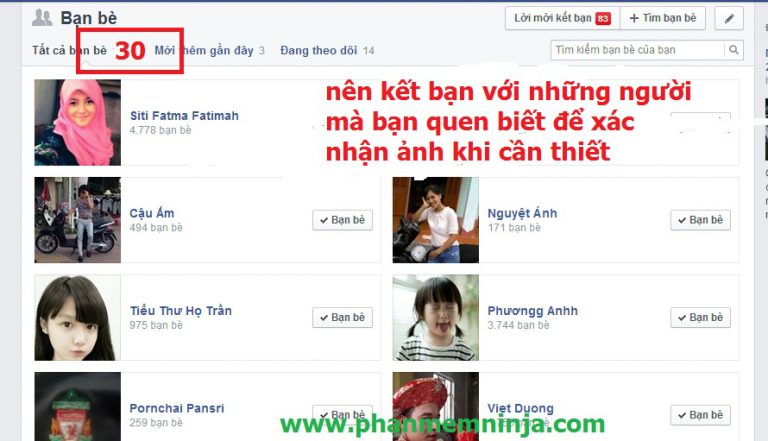 Bạn bè
Lời mời kết bạn 83
Tìm bạn bè
Tất cả bạn bè 30 Mới thêm gần đây 3 Đang theo dõi 14
Tìm kiếm bạn bè của bạn
nên kết bạn với những người
mà bạn quen biết để xác
nhận ảnh khi cần thiết
Siti Fatma Fatimah
4.778 bạn bè
Cậu Ấm
494 bạn bè
Bạn bè
Nguyệt Ánh
171 bạn bè
Bạn bè
Tiểu Thư Họ Trần
975 bạn bè
Bạn bè
Phươngg Anhh
3.744 bạn bè
Bạn bè
Pornchai Pansri
259 bạn bè
Bạn bè
Viet Duong
Bạn bè
www.phanmemninja.com